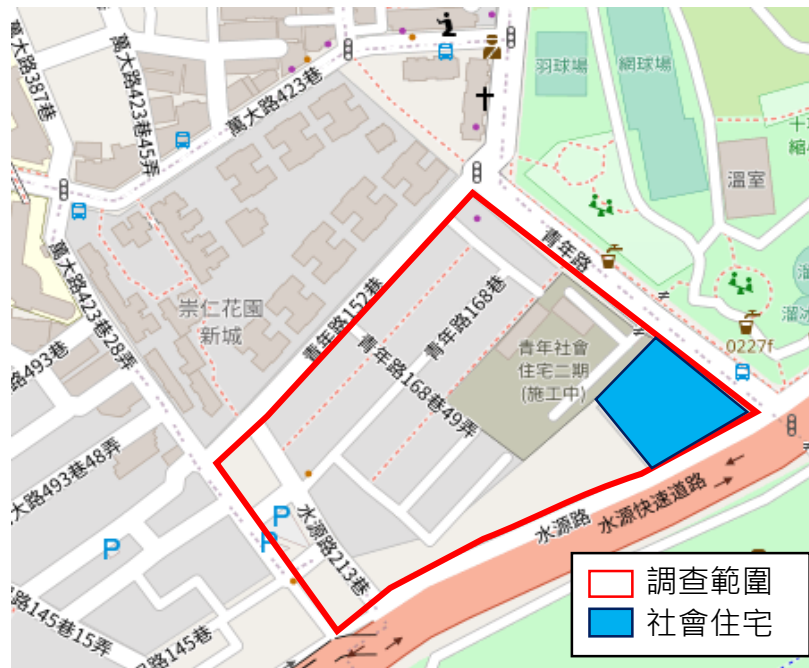 萬大路387巷
萬大路423巷45弄
萬大路423巷
羽球場
網球場
溫室
青年路
崇仁花園
新城
青年路152巷
青年路168巷
青年路168巷49弄
青年社會
住宅二期
(施工中)
0227f
萬大路423巷28弄
路493巷
大路493巷48弄
水源路213巷
水源路
水源快速道路
P
P
P
路145巷15弄
路145巷
調查範圍
社會住宅